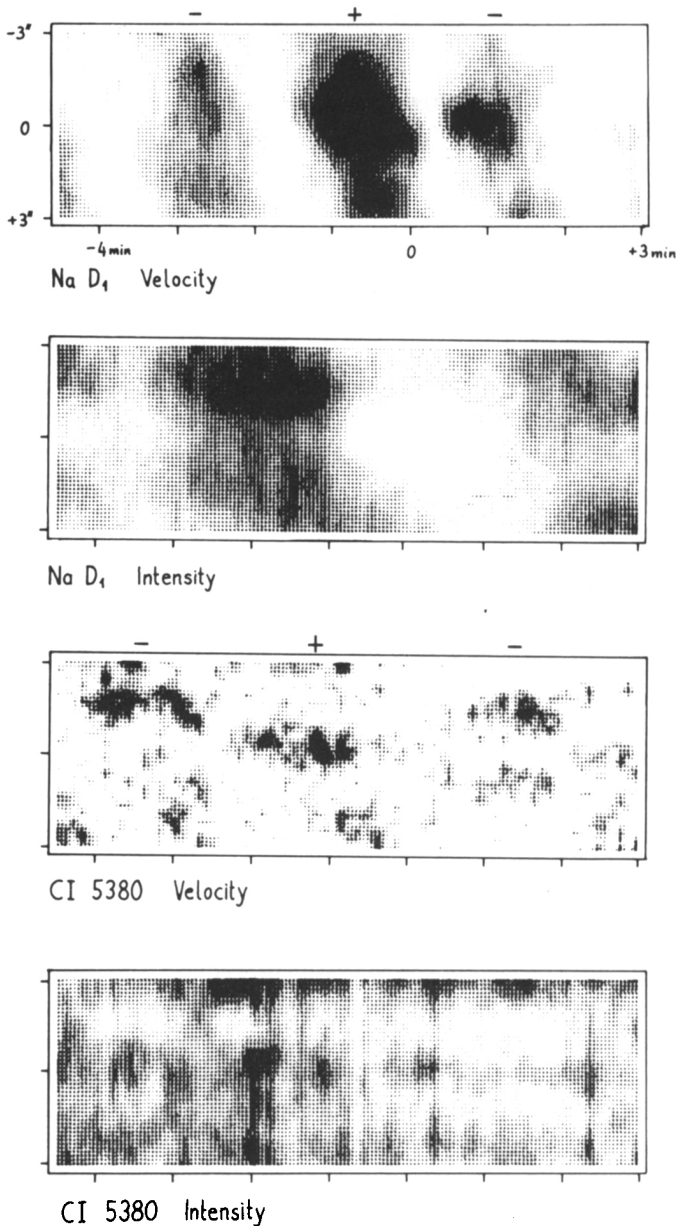 − + −
−3"
0
+3"
−4min 0 +3min
Na D₁ Velocity
Na D₁ Intensity
− + −
CI 5380 Velocity
CI 5380 Intensity